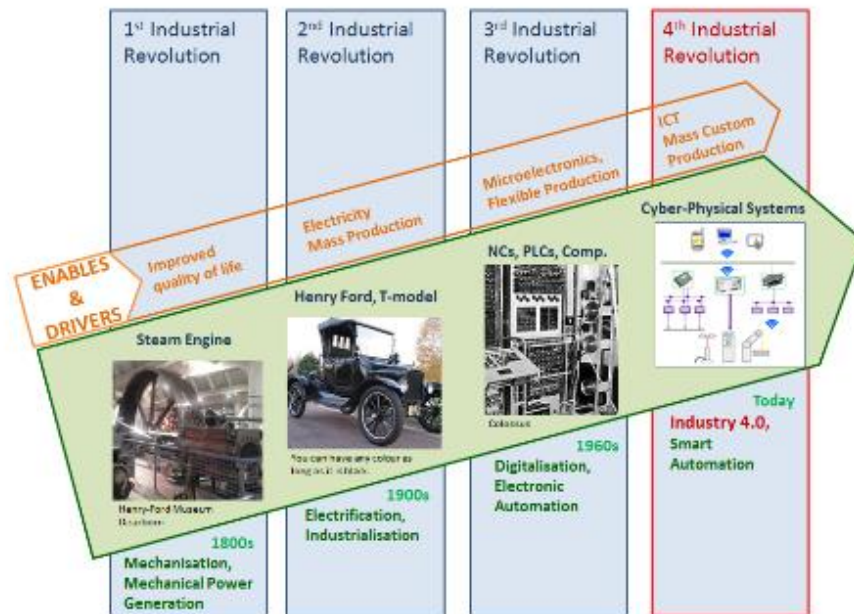 1st Industrial
Revolution
2nd Industrial
Revolution
3rd Industrial
Revolution
4th Industrial
Revolution
ENABLES
&
DRIVERS
Improved
quality of life
Electricity
Mass Production
Microelectronics,
Flexible Production
ICT
Mass Custom
Production
Steam Engine
Henry-Ford Museum
Dearborn
Henry Ford, T-model
You can have any colour as
long as it is black
NCs, PLCs, Comp.
Colossus
Cyber-Physical Systems
1800s
Mechanisation,
Mechanical Power
Generation
1900s
Electrification,
Industrialisation
1960s
Digitalisation,
Electronic
Automation
Today
Industry 4.0,
Smart
Automation